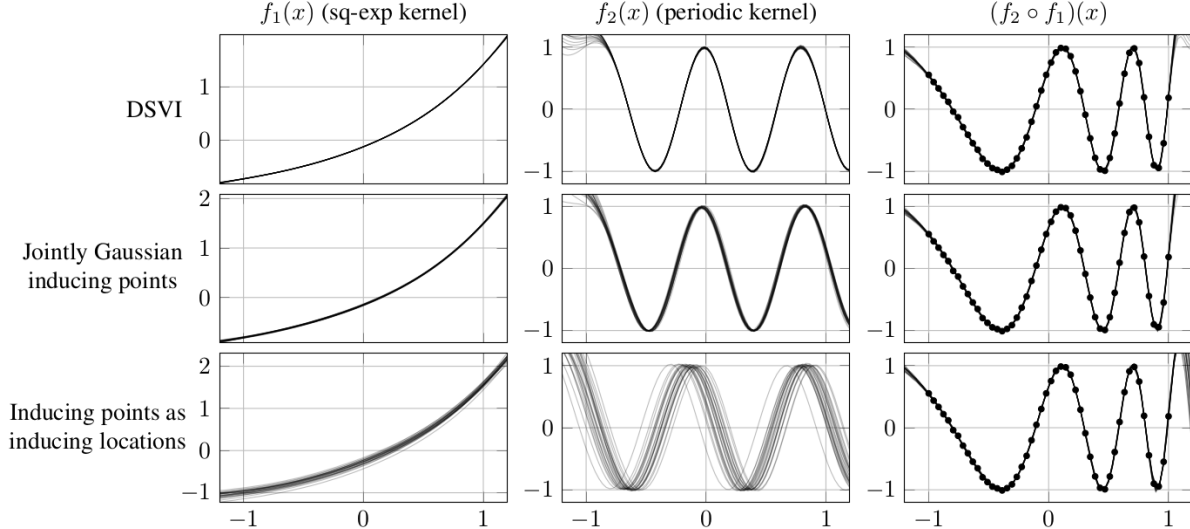 f₁(x) (sq-exp kernel)
f₂(x) (periodic kernel)
(f₂ ∘ f₁)(x)
DSVI
1
0
1
0
−1
1
0
−1
Jointly Gaussian
inducing points
2
1
0
1
0
−1
1
0
−1
Inducing points as
inducing locations
2
1
0
−1
1
0
−1
1
0
−1
−1 0 1
−1 0 1
−1 0 1